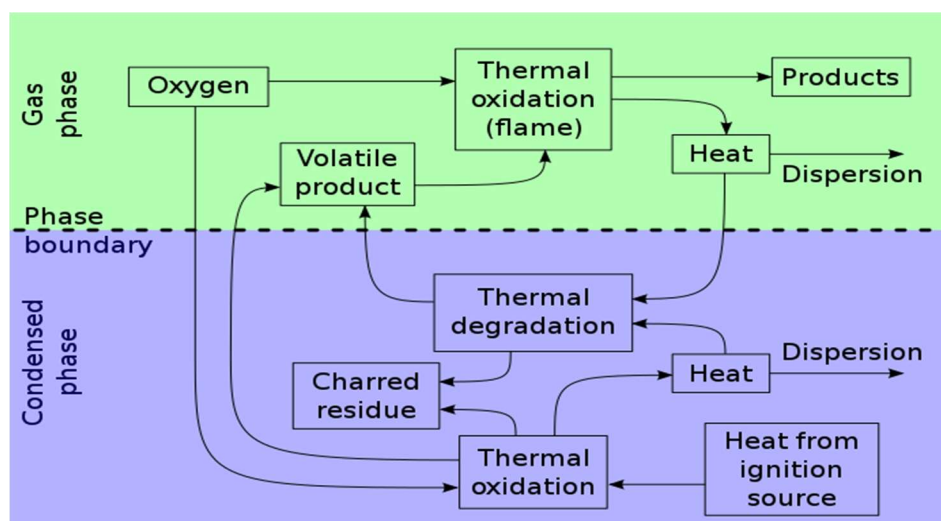 Gas
phase
Oxygen
Thermal
oxidation
(flame)
Products
Volatile
product
Heat
Dispersion
Phase
boundary
Condensed
phase
Thermal
degradation
Heat
Dispersion
Charred
residue
Thermal
oxidation
Heat from
ignition
source